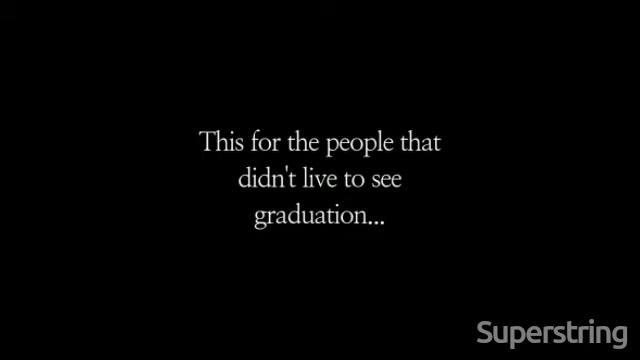 This for the people that
didn't live to see
graduation...
Superstring